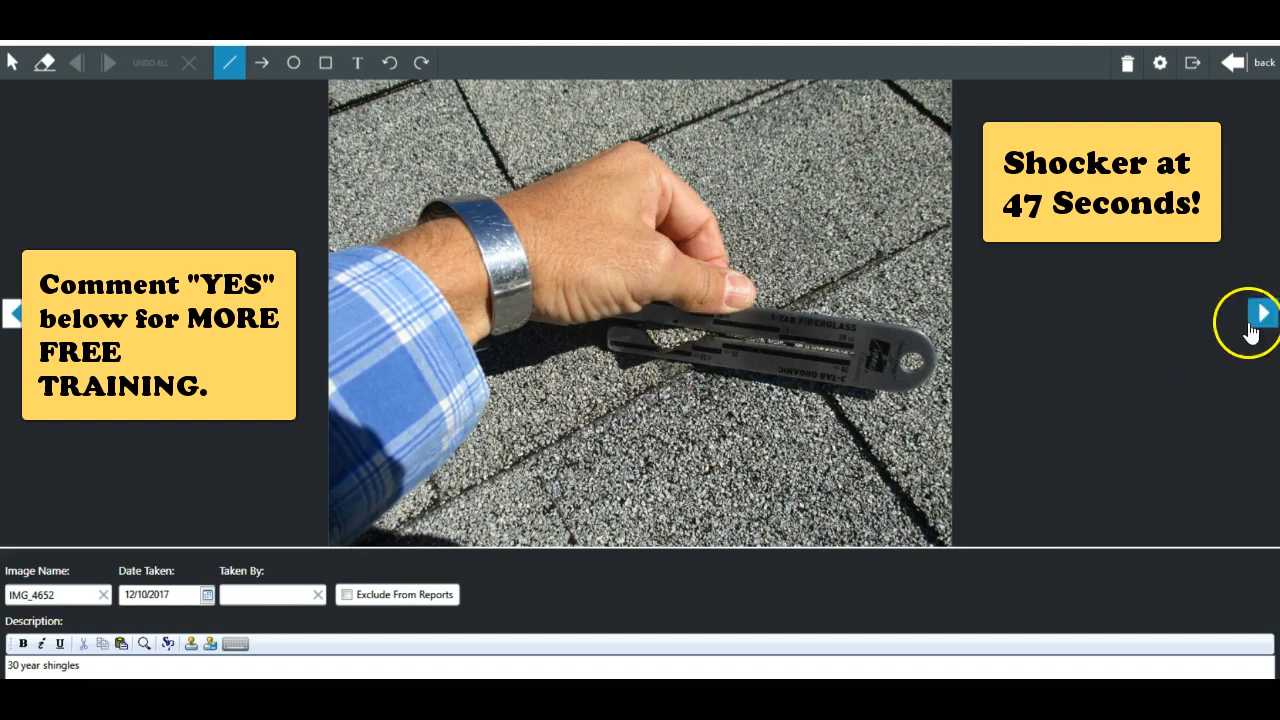 UNDO ALL
T
back
Shocker at
47 Seconds!
Comment "YES"
below for MORE
FREE
TRAINING.
3-TAB FIBERGLASS
3-TAB ORGANIC
Image Name:
Date Taken:
Taken By:
IMG_4652
12/10/2017
Exclude From Reports
Description:
B i U
30 year shingles